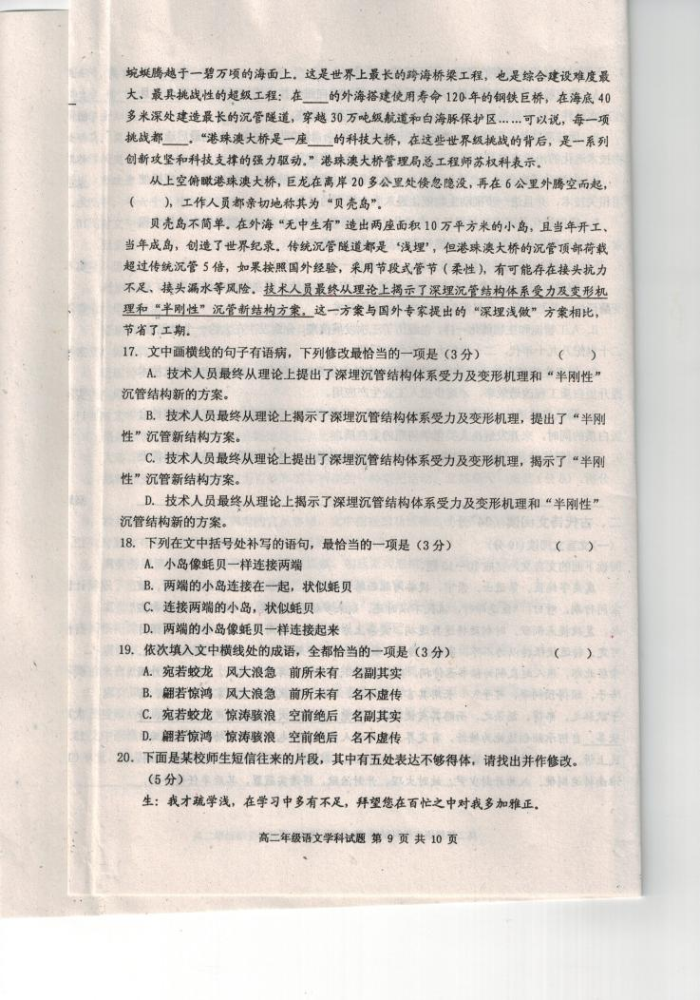 蜿蜒腾越于一碧万顷的海面上。这是世界上最长的跨海桥梁工程，也是综合建设难度最
大、最具挑战性的超级工程：在____的外海搭建使用寿命 120 年的钢铁巨桥，在海底 40
多米深处建造最长的沉管隧道，穿越 30 万吨级航道和白海豚保护区……可以说，每一项
挑战都____。“港珠澳大桥是一座____的科技大桥，在这些世界级挑战的背后，是一系列
创新攻坚和科技支撑的强力驱动。”港珠澳大桥管理局总工程师苏权科表示。
从上空俯瞰港珠澳大桥，巨龙在离岸 20 多公里处倏忽隐没，再在 6 公里外腾空而起，
（　　），工作人员都亲切地称其为“贝壳岛”。
贝壳岛不简单。在外海“无中生有”造出两座面积 10 万平方米的小岛，且当年开工、
当年成岛，创造了世界纪录。传统沉管隧道都是‘浅埋’，但港珠澳大桥的沉管顶部荷载
超过传统沉管 5 倍，如果按照国外经验，采用节段式管节（柔性），有可能存在接头抗力
不足、接头漏水等风险。技术人员最终从理论上揭示了深埋沉管结构体系受力及变形机
理和“半刚性”沉管新结构方案。这一方案与国外专家提出的“深埋浅做”方案相比，
节省了工期。
17. 文中画横线的句子有语病，下列修改最恰当的一项是（3 分）（　　）
A. 技术人员最终从理论上提出了深埋沉管结构体系受力及变形机理和“半刚性”
沉管结构新的方案。
B. 技术人员最终从理论上揭示了深埋沉管结构体系受力及变形机理，提出了“半刚
性”沉管新结构方案。
C. 技术人员最终从理论上提出了深埋沉管结构体系受力及变形机理，揭示了“半刚
性”沉管新结构方案。
D. 技术人员最终从理论上揭示了深埋沉管结构体系受力及变形机理和“半刚性”
沉管结构新的方案。
18. 下列在文中括号处补写的语句，最恰当的一项是（3 分）（　　）
A. 小岛像蚝贝一样连接两端
B. 两端的小岛连接在一起，状似蚝贝
C. 连接两端的小岛，状似蚝贝
D. 两端的小岛像蚝贝一样连接起来
19. 依次填入文中横线处的成语，全都恰当的一项是（3 分）（　　）
A. 宛若蛟龙　风大浪急　前所未有　名副其实
B. 翩若惊鸿　风大浪急　前所未有　名不虚传
C. 宛若蛟龙　惊涛骇浪　空前绝后　名副其实
D. 翩若惊鸿　惊涛骇浪　空前绝后　名不虚传
20. 下面是某校师生短信往来的片段，其中有五处表达不够得体，请找出并作修改。
（5 分）
生：我才疏学浅，在学习中多有不足，拜望您在百忙之中对我多加雅正。
高二年级语文学科试题 第 9 页 共 10 页